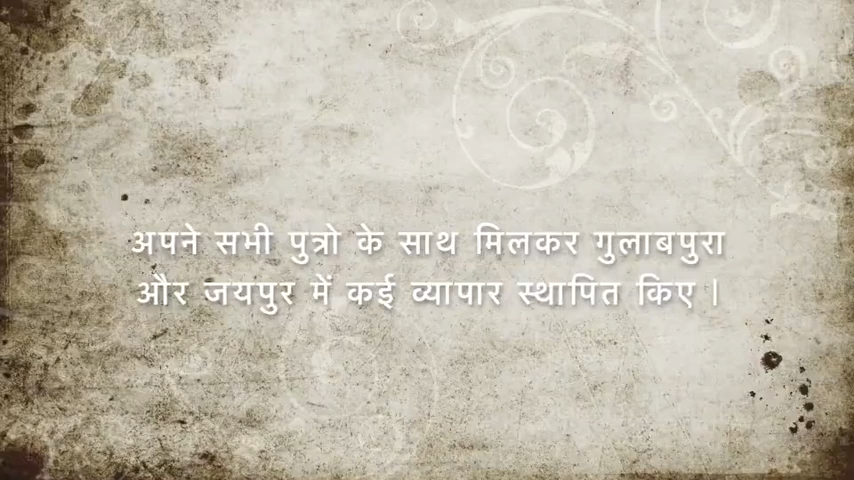 अपने सभी पुत्रो के साथ मिलकर गुलाबपुरा
और जयपुर में कई व्यापार स्थापित किए |